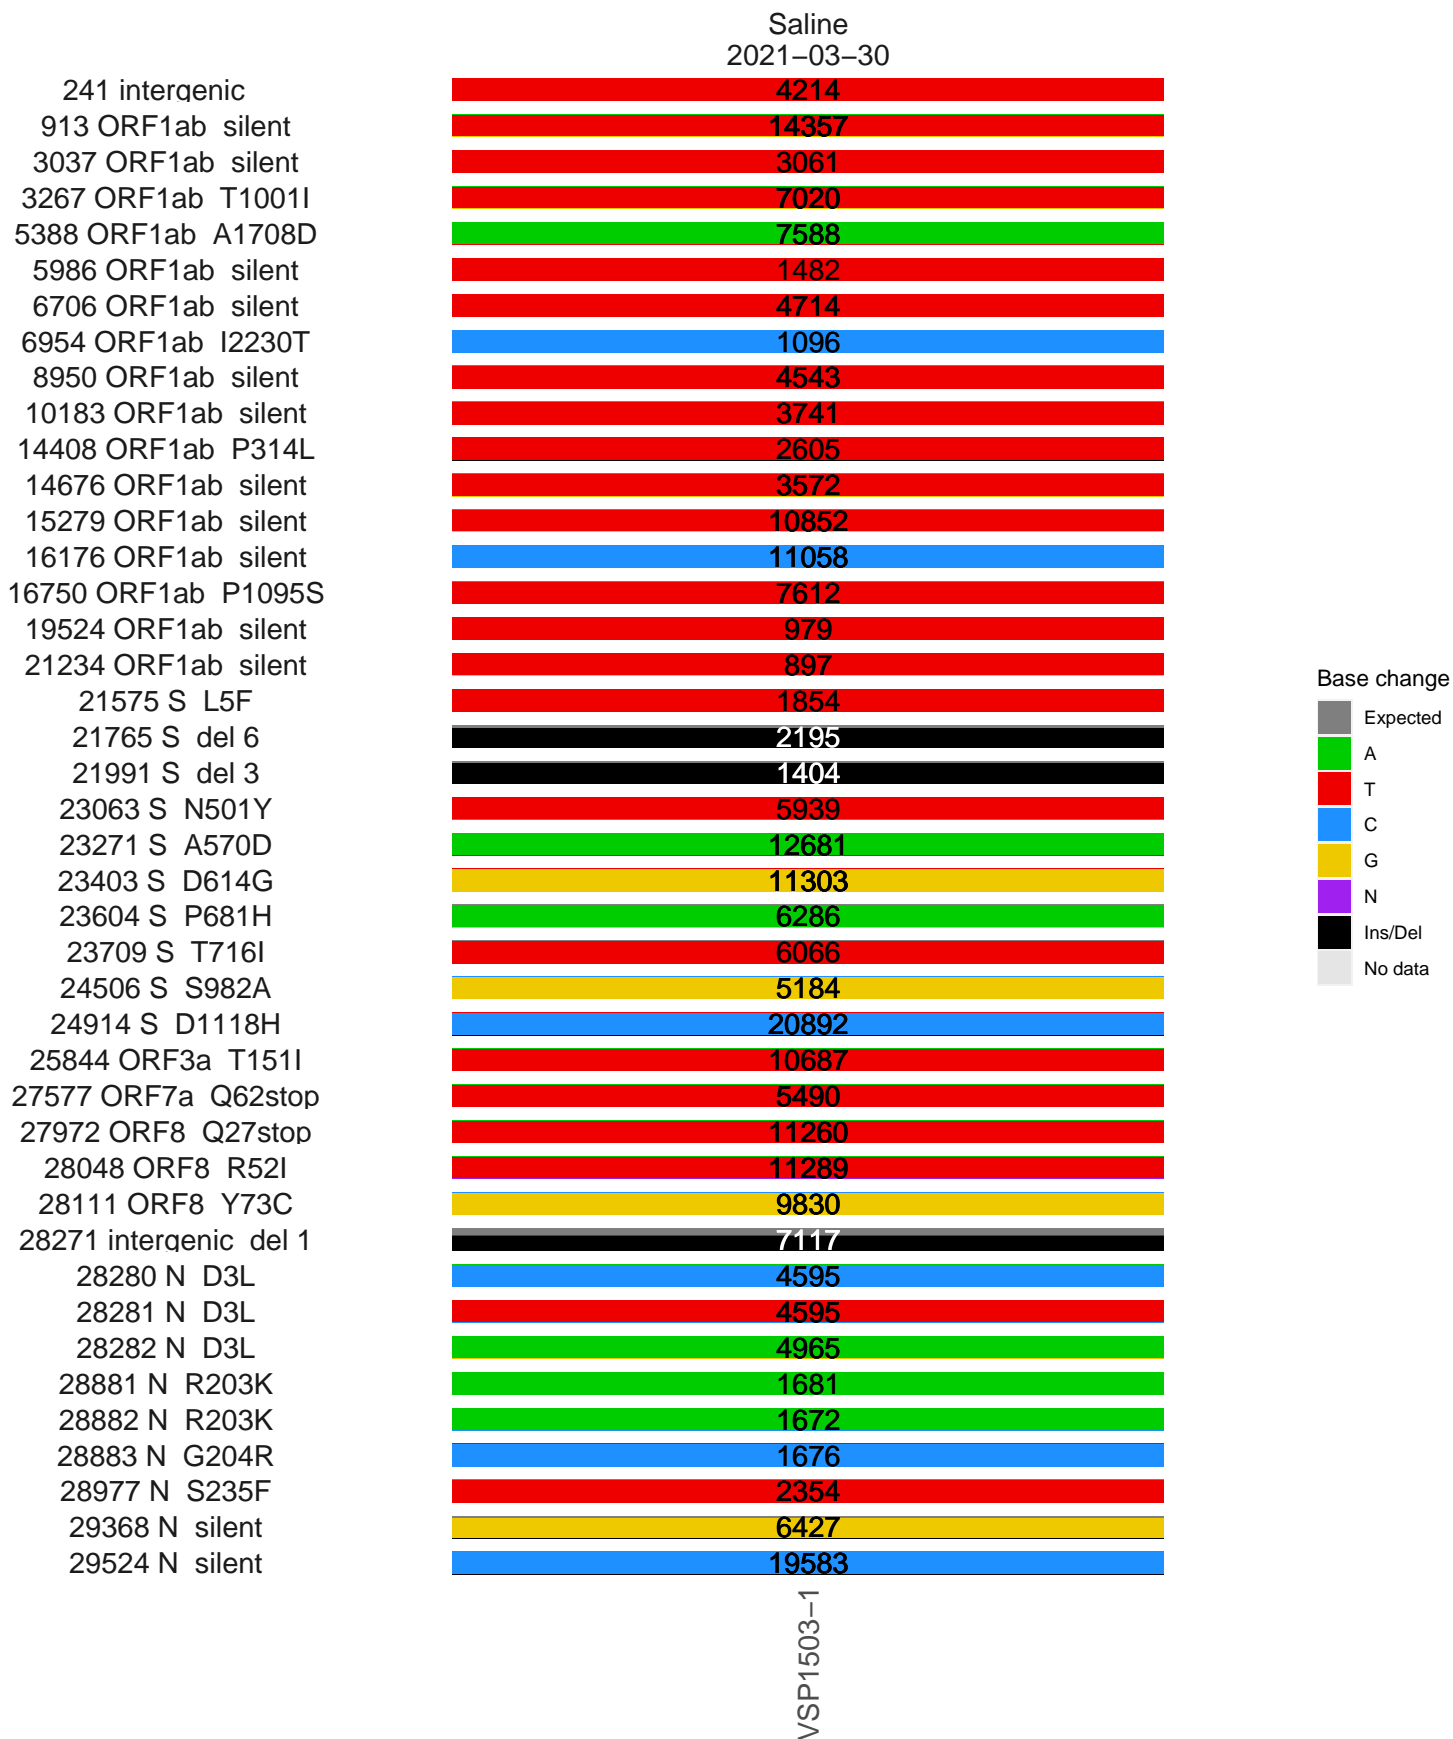 Saline
2021−03−30
241 intergenic 4214
913 ORF1ab silent 14357
3037 ORF1ab silent 3061
3267 ORF1ab T1001I 7020
5388 ORF1ab A1708D 7588
5986 ORF1ab silent 1482
6706 ORF1ab silent 4714
6954 ORF1ab I2230T 1096
8950 ORF1ab silent 4543
10183 ORF1ab silent 3741
14408 ORF1ab P314L 2605
14676 ORF1ab silent 3572
15279 ORF1ab silent 10852
16176 ORF1ab silent 11058
16750 ORF1ab P1095S 7612
19524 ORF1ab silent 979
21234 ORF1ab silent 897
21575 S L5F 1854
21765 S del 6 2195
21991 S del 3 1404
23063 S N501Y 5939
23271 S A570D 12681
23403 S D614G 11303
23604 S P681H 6286
23709 S T716I 6066
24506 S S982A 5184
24914 S D1118H 20892
25844 ORF3a T151I 10687
27577 ORF7a Q62stop 5490
27972 ORF8 Q27stop 11260
28048 ORF8 R52I 11289
28111 ORF8 Y73C 9830
28271 intergenic del 1 7117
28280 N D3L 4595
28281 N D3L 4595
28282 N D3L 4965
28881 N R203K 1681
28882 N R203K 1672
28883 N G204R 1676
28977 N S235F 2354
29368 N silent 6427
29524 N silent 19583
VSP1503−1
Base change
Expected
A
T
C
G
N
Ins/Del
No data